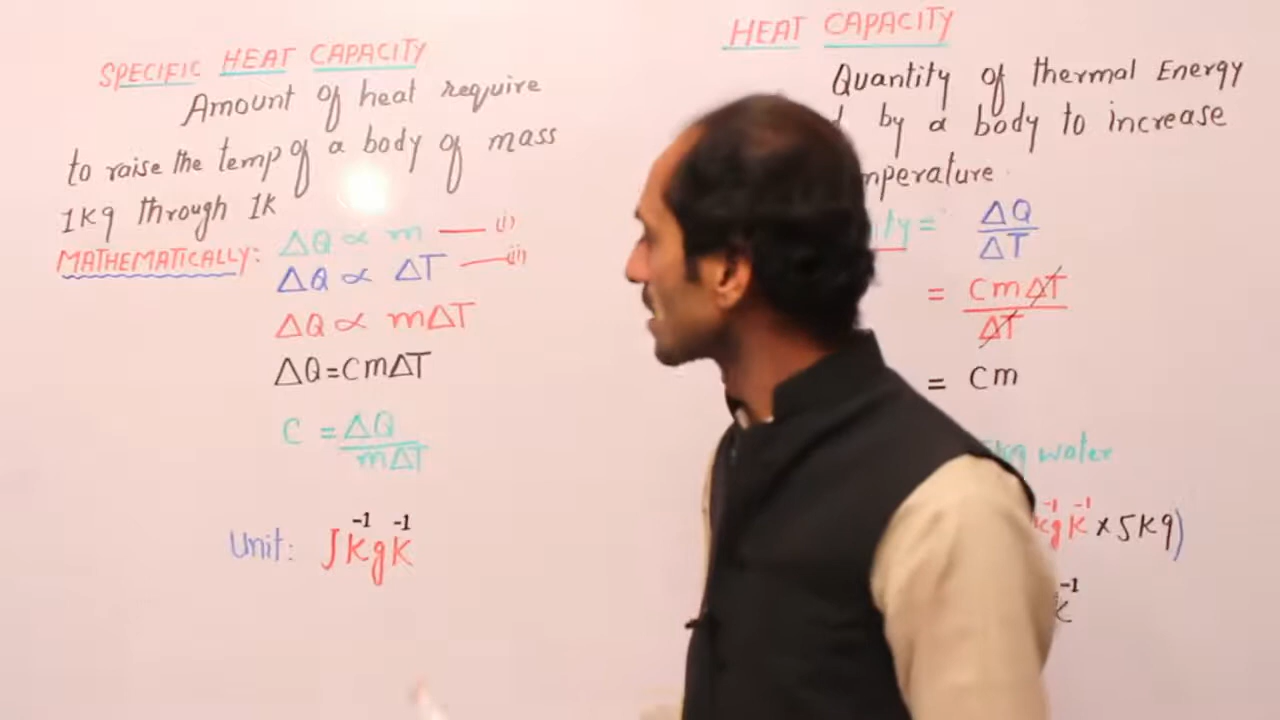 SPECIFIC HEAT CAPACITY
Amount of heat require
to raise the temp of a body of mass
1Kg through 1K
MATHEMATICALLY: ΔQ ∝ m — (i)
ΔQ ∝ ΔT — (ii)
ΔQ ∝ mΔT
ΔQ = CmΔT
C = ΔQ / mΔT
Unit: JKg⁻¹K⁻¹
HEAT CAPACITY
Quantity of thermal Energy
by a body to increase
= ΔQ / ΔT
= CmΔT / ΔT
= Cm
water
kg⁻¹K⁻¹ × 5Kg)